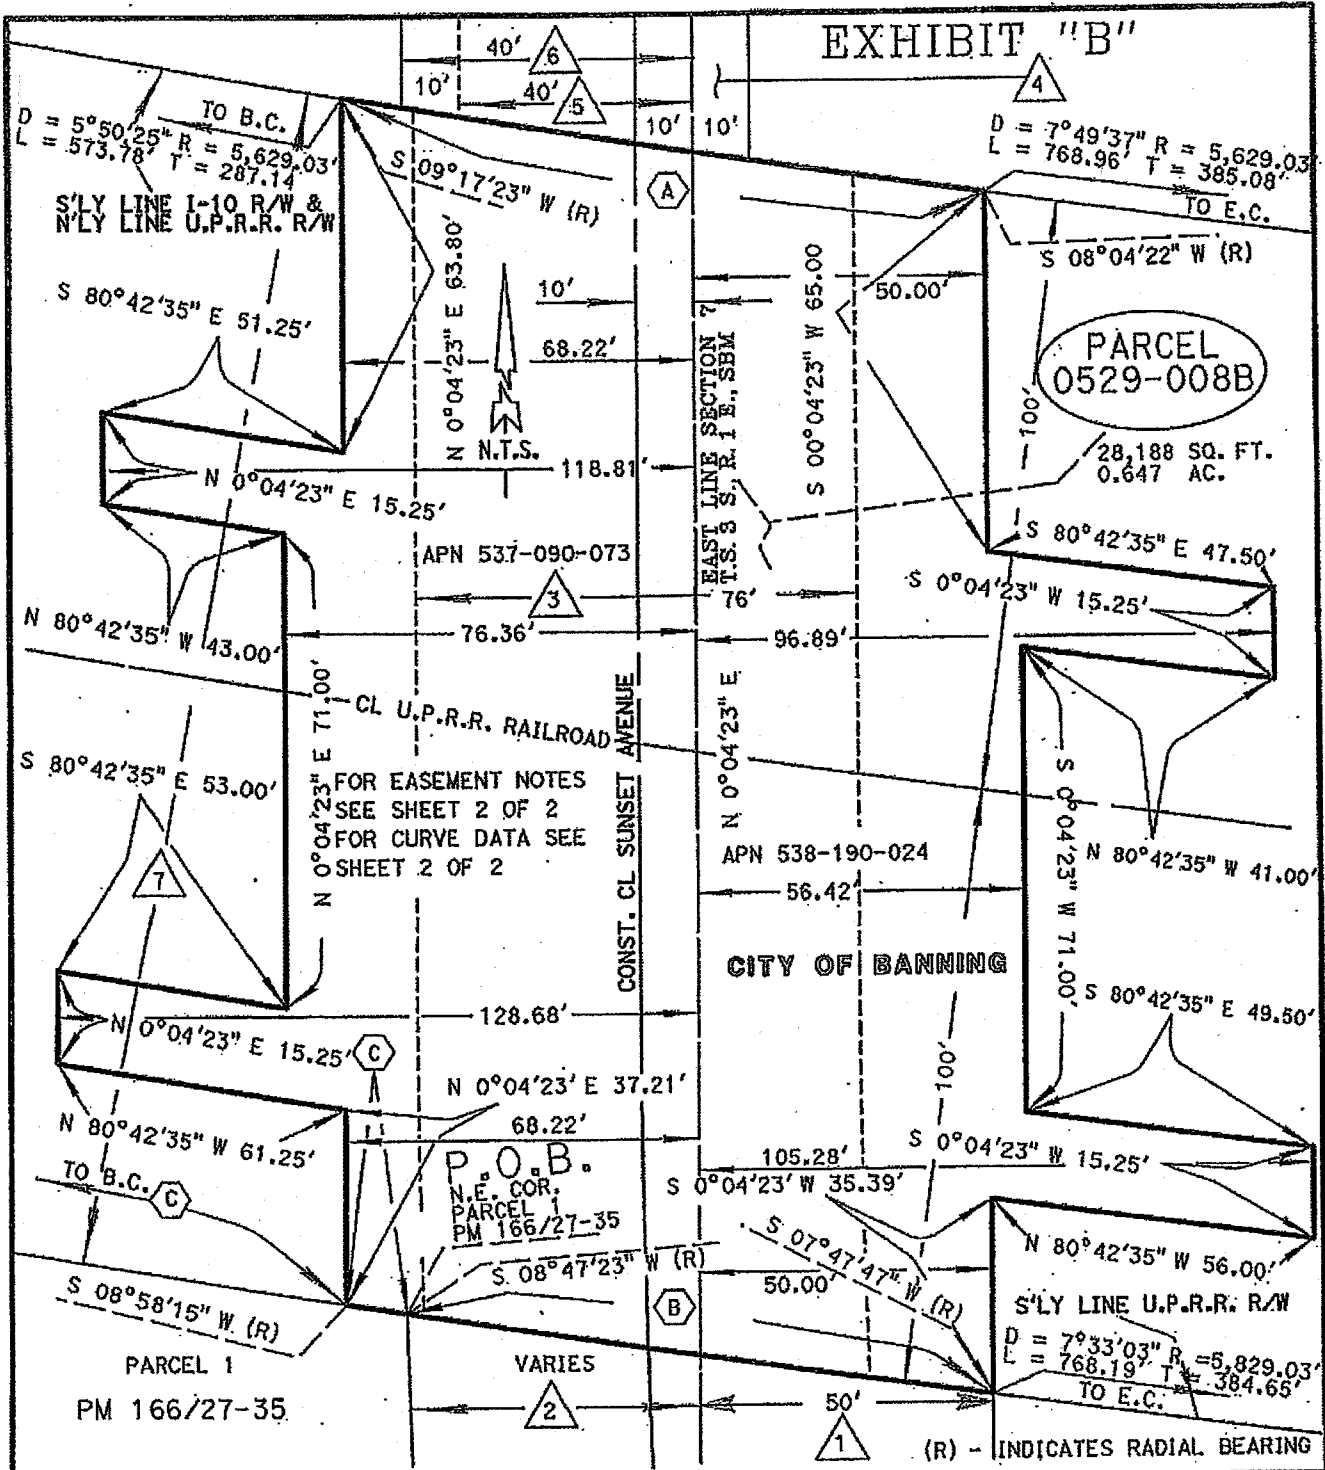 EXHIBIT "B"
40'
6
10'
40'
5
10'
10'
4
TO B.C.
D = 5°50'25" R = 5,629.03'
L = 573.78' T = 287.14'
S'LY LINE I-10 R/W &
N'LY LINE U.P.R.R. R/W
S 09°17'23" W (R)
A
D = 7°49'37" R = 5,629.03'
L = 768.96' T = 385.08'
TO E.C.
S 08°04'22" W (R)
S 80°42'35" E 51.25'
N 0°04'23" E 63.80'
10'
68.22'
N
N.T.S.
50.00'
S 00°04'23" W 65.00
EAST LINE SECTION 7
T.S. 3 S., R. 1 E., SBM
PARCEL
0529-008B
100'
28,188 SQ. FT.
0.647 AC.
118.81'
N 0°04'23" E 15.25'
APN 537-090-073
3
76'
S 80°42'35" E 47.50'
S 0°04'23" W 15.25'
N 80°42'35" W 43.00'
76.36'
96.89'
N 0°04'23" E 71.00'
CL U.P.R.R. RAILROAD
CONST. CL SUNSET AVENUE
N 0°04'23" E
S 80°42'35" E 53.00'
7
FOR EASEMENT NOTES
SEE SHEET 2 OF 2
FOR CURVE DATA SEE
SHEET 2 OF 2
APN 538-190-024
56.42'
S 0°04'23" W 71.00'
N 80°42'35" W 41.00'
CITY OF BANNING
S 80°42'35" E 49.50'
128.68'
N 0°04'23" E 15.25'
C
100'
N 0°04'23' E 37.21'
68.22'
N 80°42'35" W 61.25'
TO B.C.
C
P.O.B.
N.E. COR.
PARCEL 1
PM 166/27-35
105.28'
S 0°04'23" W 15.25'
S 0°04'23' W 35.39'
S 08°47'23" W (R)
S 07°47'47" W (R)
50.00'
B
N 80°42'35" W 56.00'
S'LY LINE U.P.R.R. R/W
D = 7°33'03" R =5,829.03'
L = 768.19' T = 384.65'
TO E.C.
S 08°58'15" W (R)
PARCEL 1
PM 166/27-35
VARIES
2
50'
1
(R) - INDICATES RADIAL BEARING